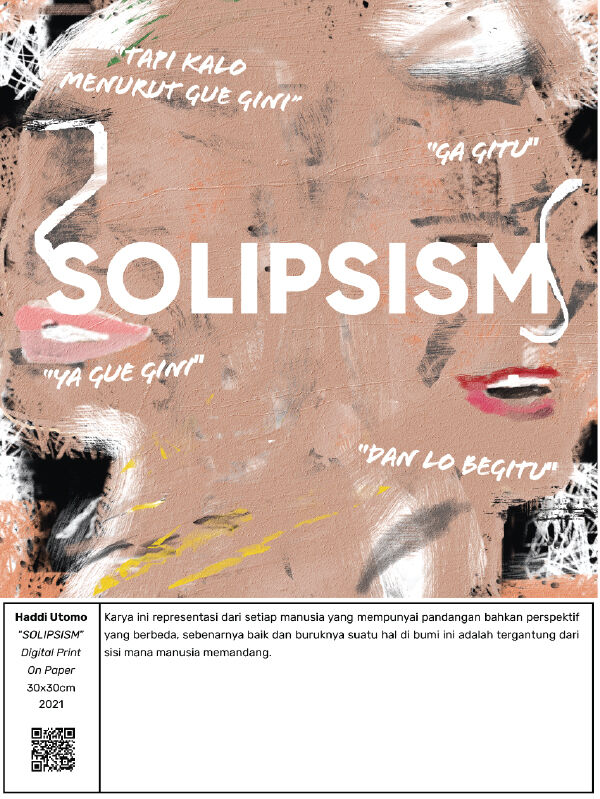 "TAPI KALO
MENURUT GUE GINI"
"GA GITU"
SOLIPSISM
"YA GUE GINI"
"DAN LO BEGITU"
Haddi Utomo
"SOLIPSISM"
Digital Print
On Paper
30x30cm
2021
Karya ini representasi dari setiap manusia yang mempunyai pandangan bahkan perspektif
yang berbeda, sebenarnya baik dan buruknya suatu hal di bumi ini adalah tergantung dari
sisi mana manusia memandang.